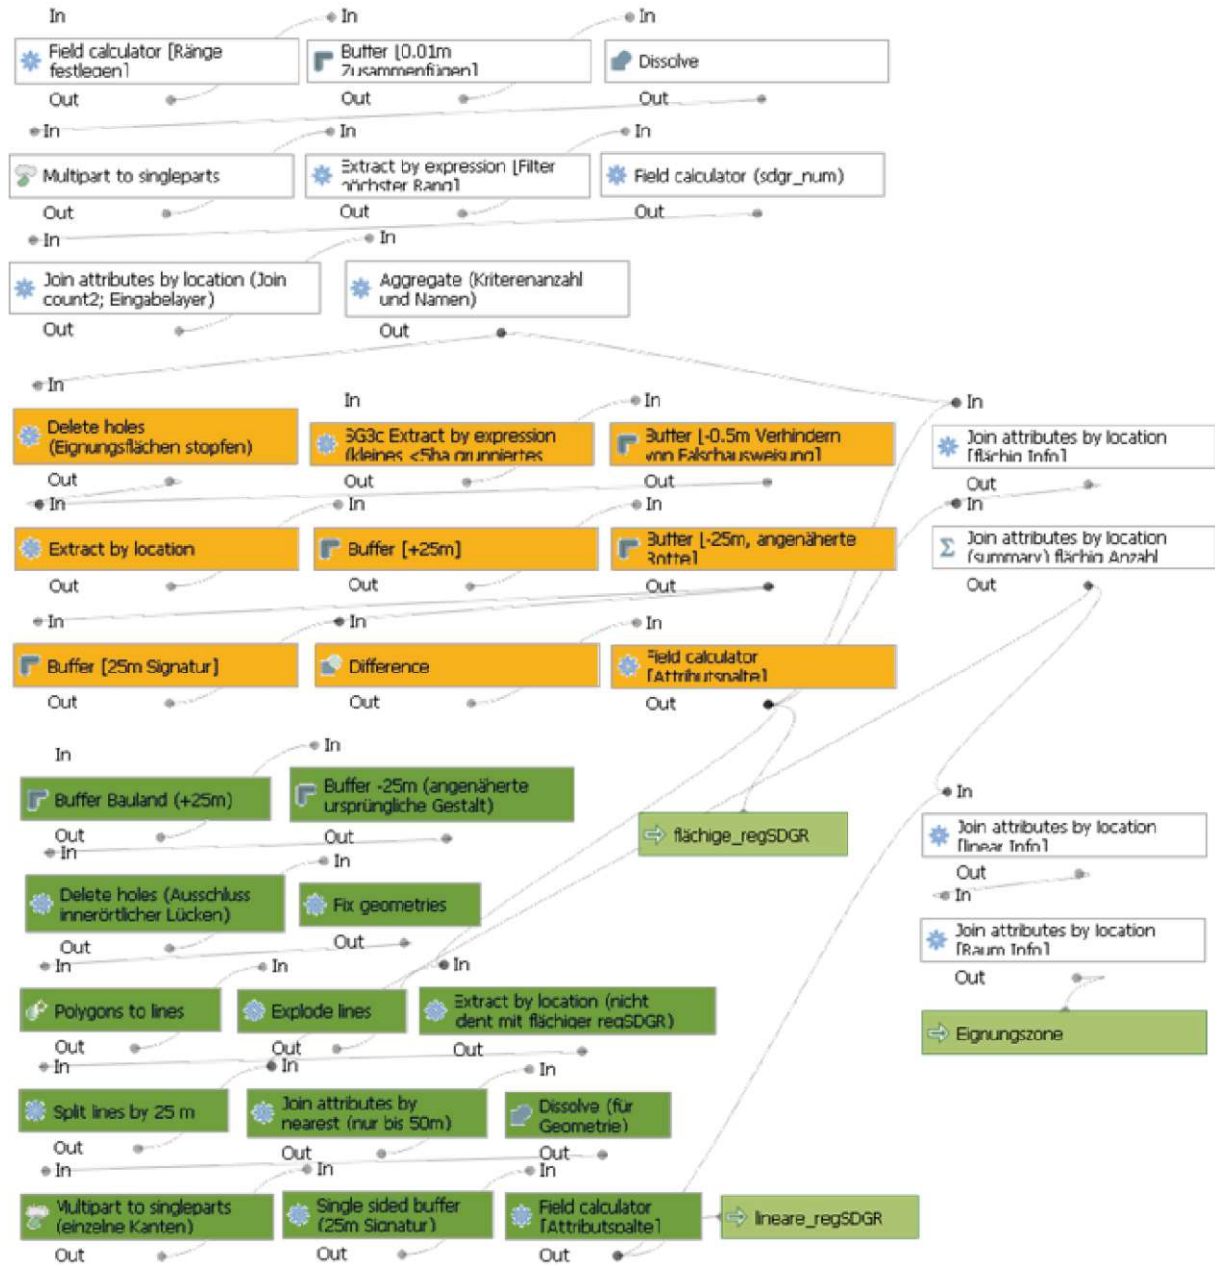 In
In
In
Field calculator [Ränge
festlegen]
Buffer [0.01m
Zusammenfügen]
Dissolve
Out
Out
Out
In
In
In
Multipart to singleparts
Extract by expression [Filter
höchster Rang]
Field calculator (sdgr_num)
Out
Out
Out
In
In
Join attributes by location (Join
count2; Eingabelayer)
Aggregate (Kriterenanzahl
und Namen)
Out
Out
In
In
In
In
Delete holes
(Eignungsflächen stopfen)
SG3c Extract by expression
(kleines <5ha gruppiertes
Buffer [-0.5m Verhindern
von Falschausweisung]
Join attributes by location
[flächig Info]
Out
Out
Out
Out
In
In
In
In
Extract by location
Buffer [+25m]
Buffer [-25m, angenäherte
Rotte]
Join attributes by location
(summary) flächig Anzahl
Out
Out
Out
Out
In
In
In
Buffer [25m Signatur]
Difference
Field calculator
[Attributspalte]
Out
Out
Out
In
In
Buffer Bauland (+25m)
Buffer -25m (angenäherte
ursprüngliche Gestalt)
In
Out
Out
flächige_regSDGR
Join attributes by location
[linear Info]
In
In
Out
Delete holes (Ausschluss
innerörtlicher Lücken)
Fix geometries
In
Join attributes by location
[Raum Info]
Out
Out
Out
In
In
In
Polygons to lines
Explode lines
Extract by location (nicht
ident mit flächiger regSDGR)
Eignungszone
Out
Out
Out
In
In
In
Split lines by 25 m
Join attributes by
nearest (nur bis 50m)
Dissolve (für
Geometrie)
Out
Out
Out
In
In
In
Multipart to singleparts
(einzelne Kanten)
Single sided buffer
(25m Signatur)
Field calculator
[Attributspalte]
lineare_regSDGR
Out
Out
Out